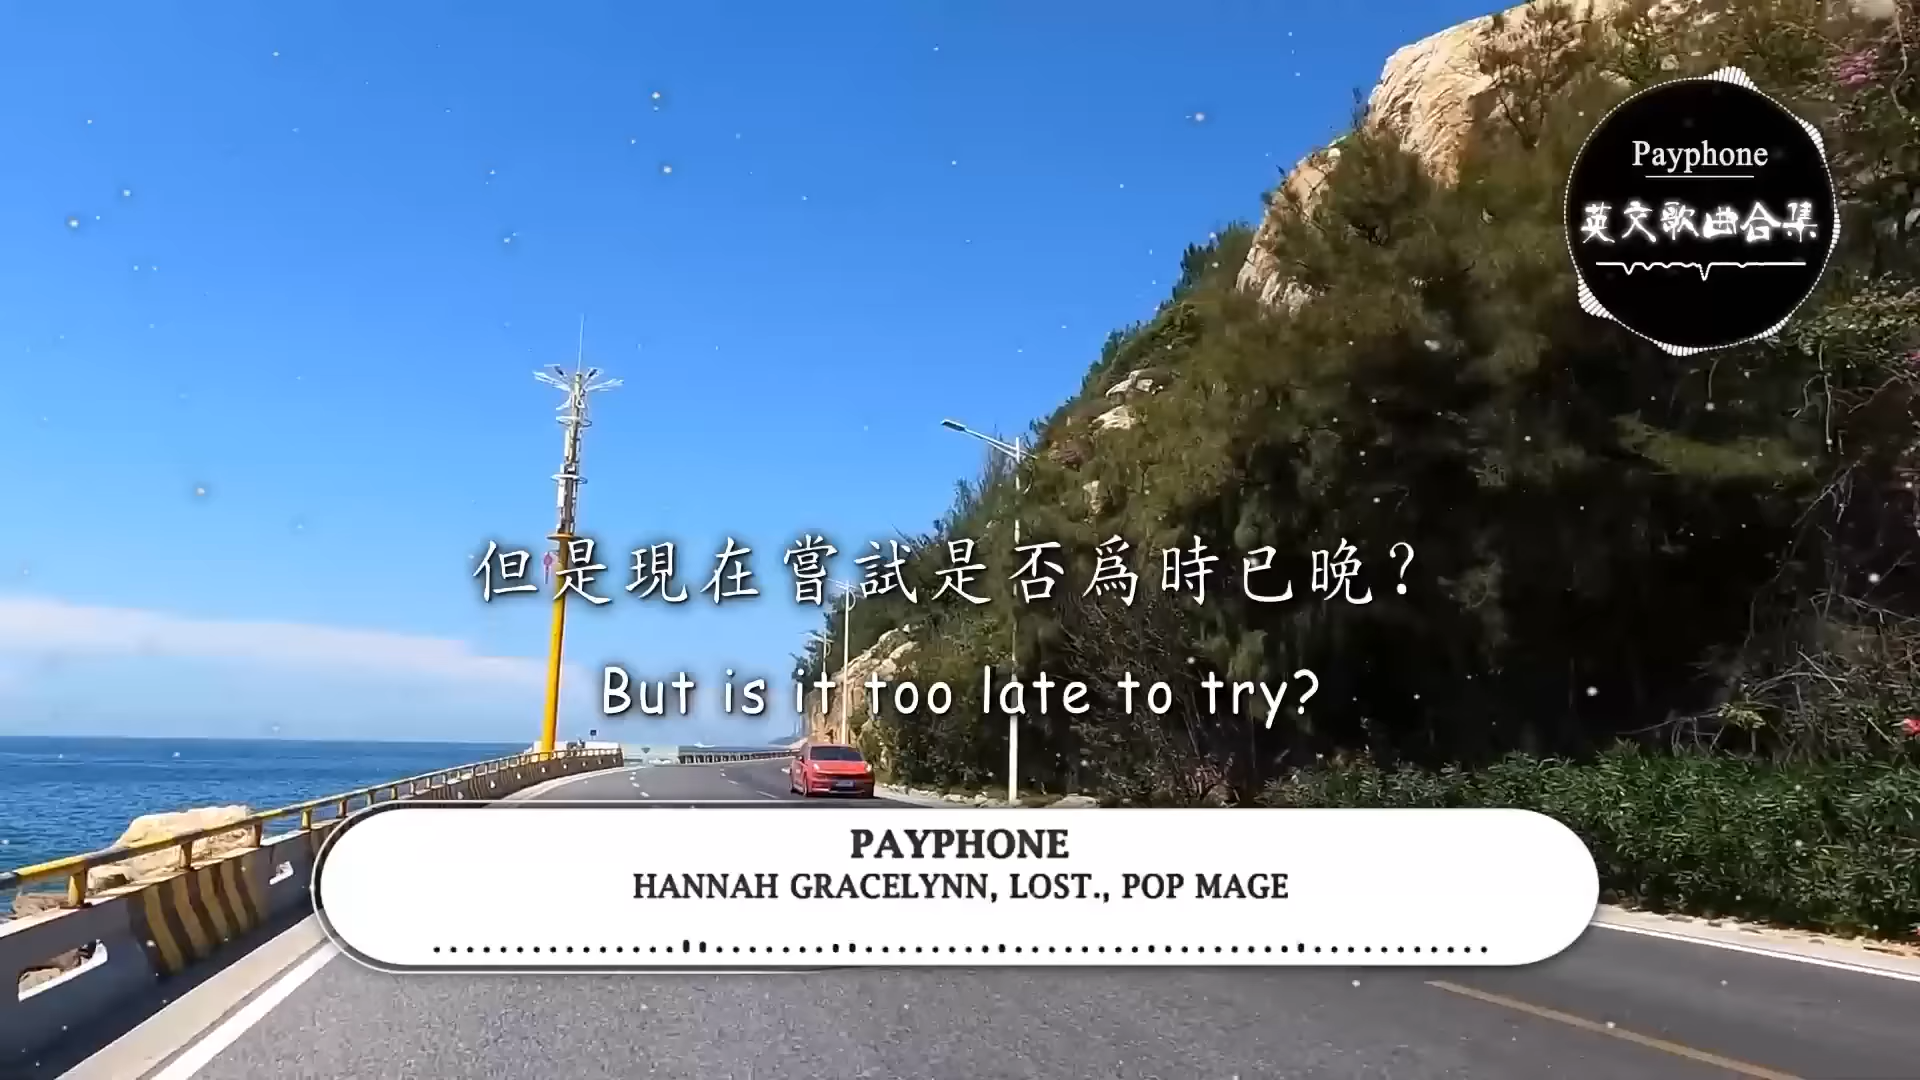 Payphone
英文歌曲合集
但是現在嘗試是否爲時已晚？
But is it too late to try?
PAYPHONE
HANNAH GRACELYNN, LOST., POP MAGE